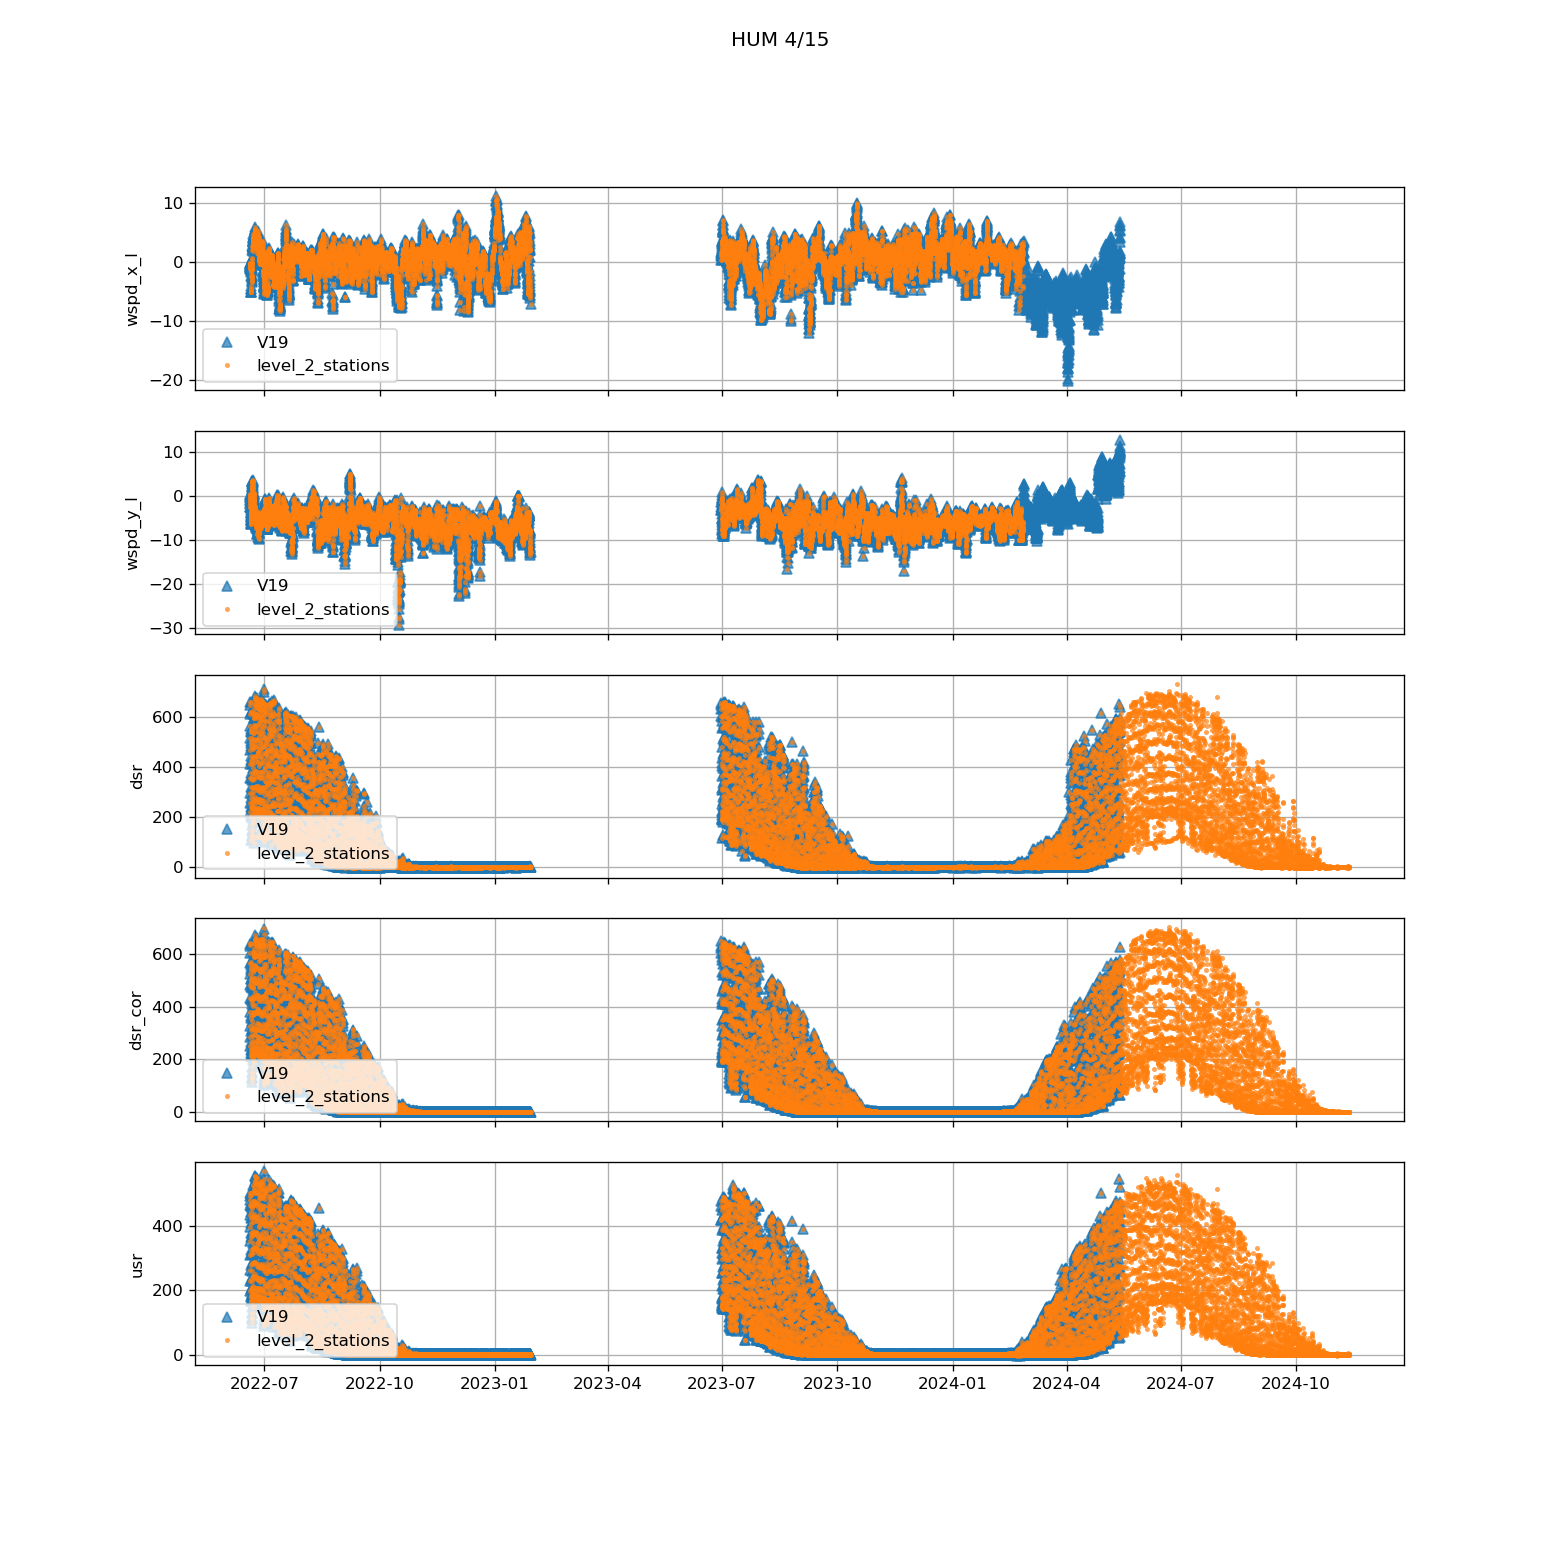 HUM 4/15
10
0
−10
−20
wspd_x_l
V19
level_2_stations
10
0
−10
−20
−30
wspd_y_l
V19
level_2_stations
600
400
200
0
dsr
V19
level_2_stations
600
400
200
0
dsr_cor
V19
level_2_stations
400
200
0
usr
V19
level_2_stations
2022-07 2022-10 2023-01 2023-04 2023-07 2023-10 2024-01 2024-04 2024-07 2024-10